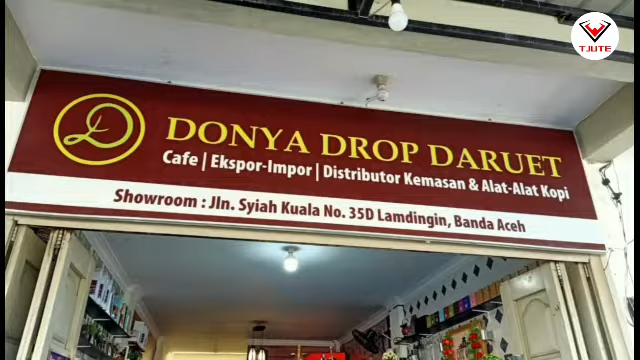 TJUTE
DONYA DROP DARUET
Cafe | Ekspor-Impor | Distributor Kemasan & Alat-Alat Kopi
Showroom : Jln. Syiah Kuala No. 35D Lamdingin, Banda Aceh